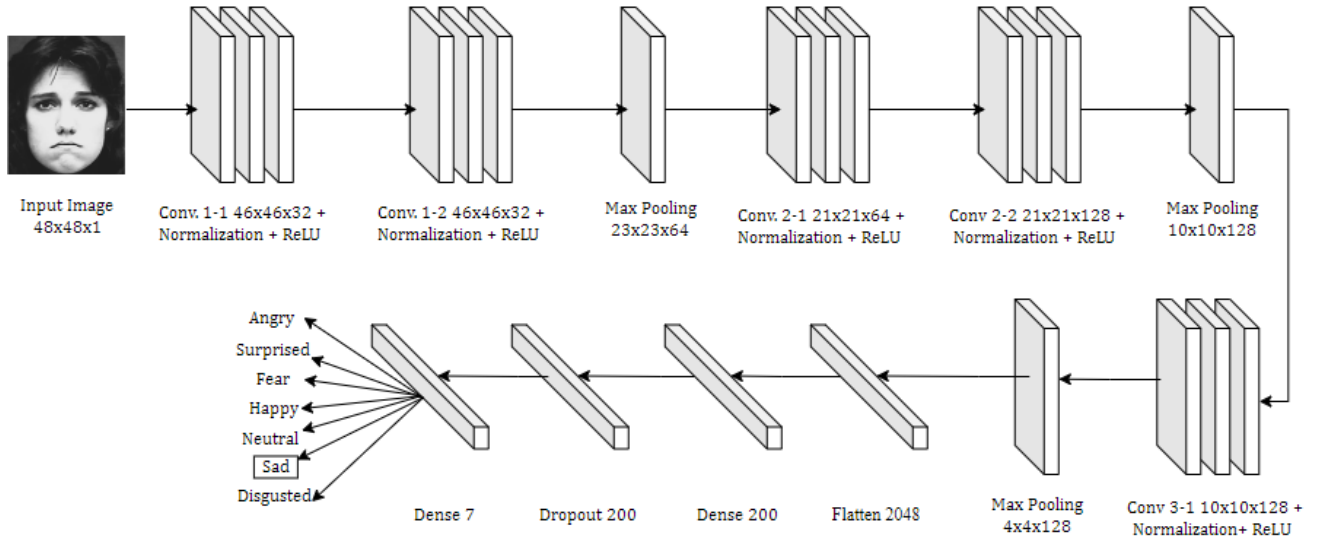 Input Image
48x48x1
Conv. 1-1 46x46x32 +
Normalization + ReLU
Conv. 1-2 46x46x32 +
Normalization + ReLU
Max Pooling
23x23x64
Conv. 2-1 21x21x64 +
Normalization + ReLU
Conv 2-2 21x21x128 +
Normalization + ReLU
Max Pooling
10x10x128
Conv 3-1 10x10x128 +
Normalization+ ReLU
Max Pooling
4x4x128
Flatten 2048
Dense 200
Dropout 200
Dense 7
Angry
Surprised
Fear
Happy
Neutral
Sad
Disgusted